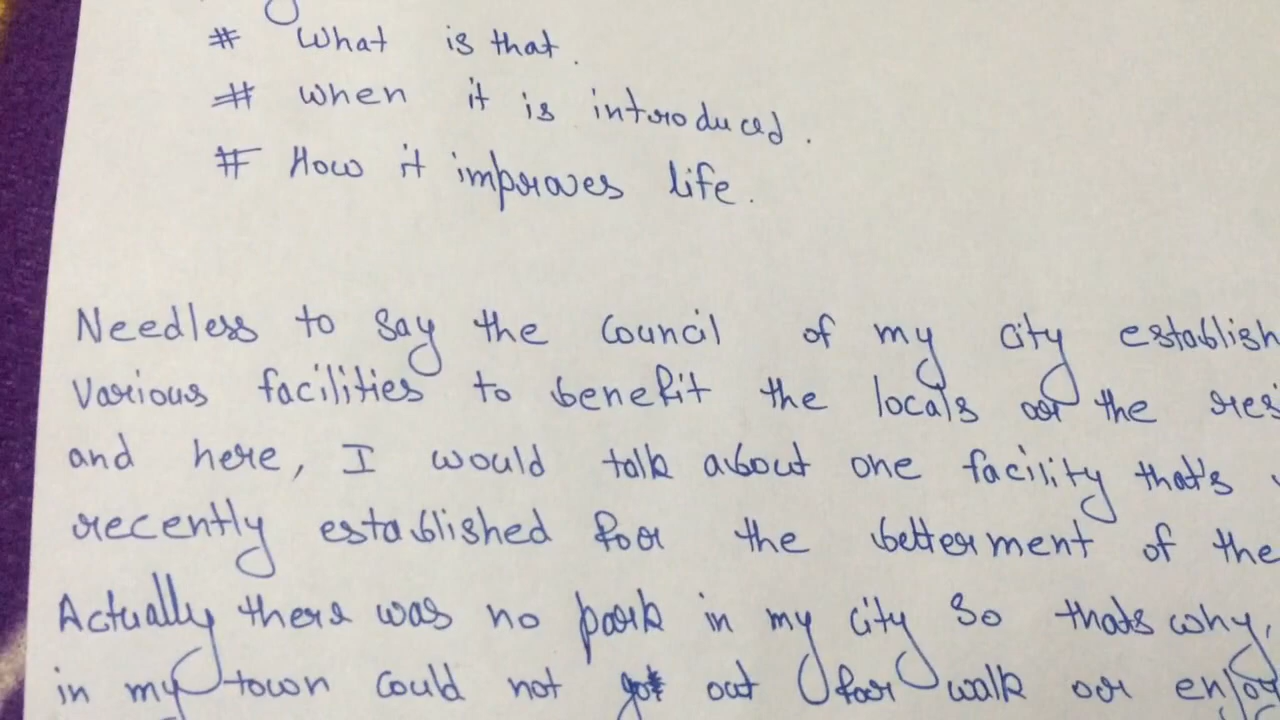 # What is that.
# When it is introduced.
# How it improves life.
Needless to say the Council of my city establish
various facilities to benefit the locals or the res
and here, I would talk about one facility that's
recently established for the betterment of the
Actually there was no park in my city So thats why,
in my town could not out for walk or enjoy